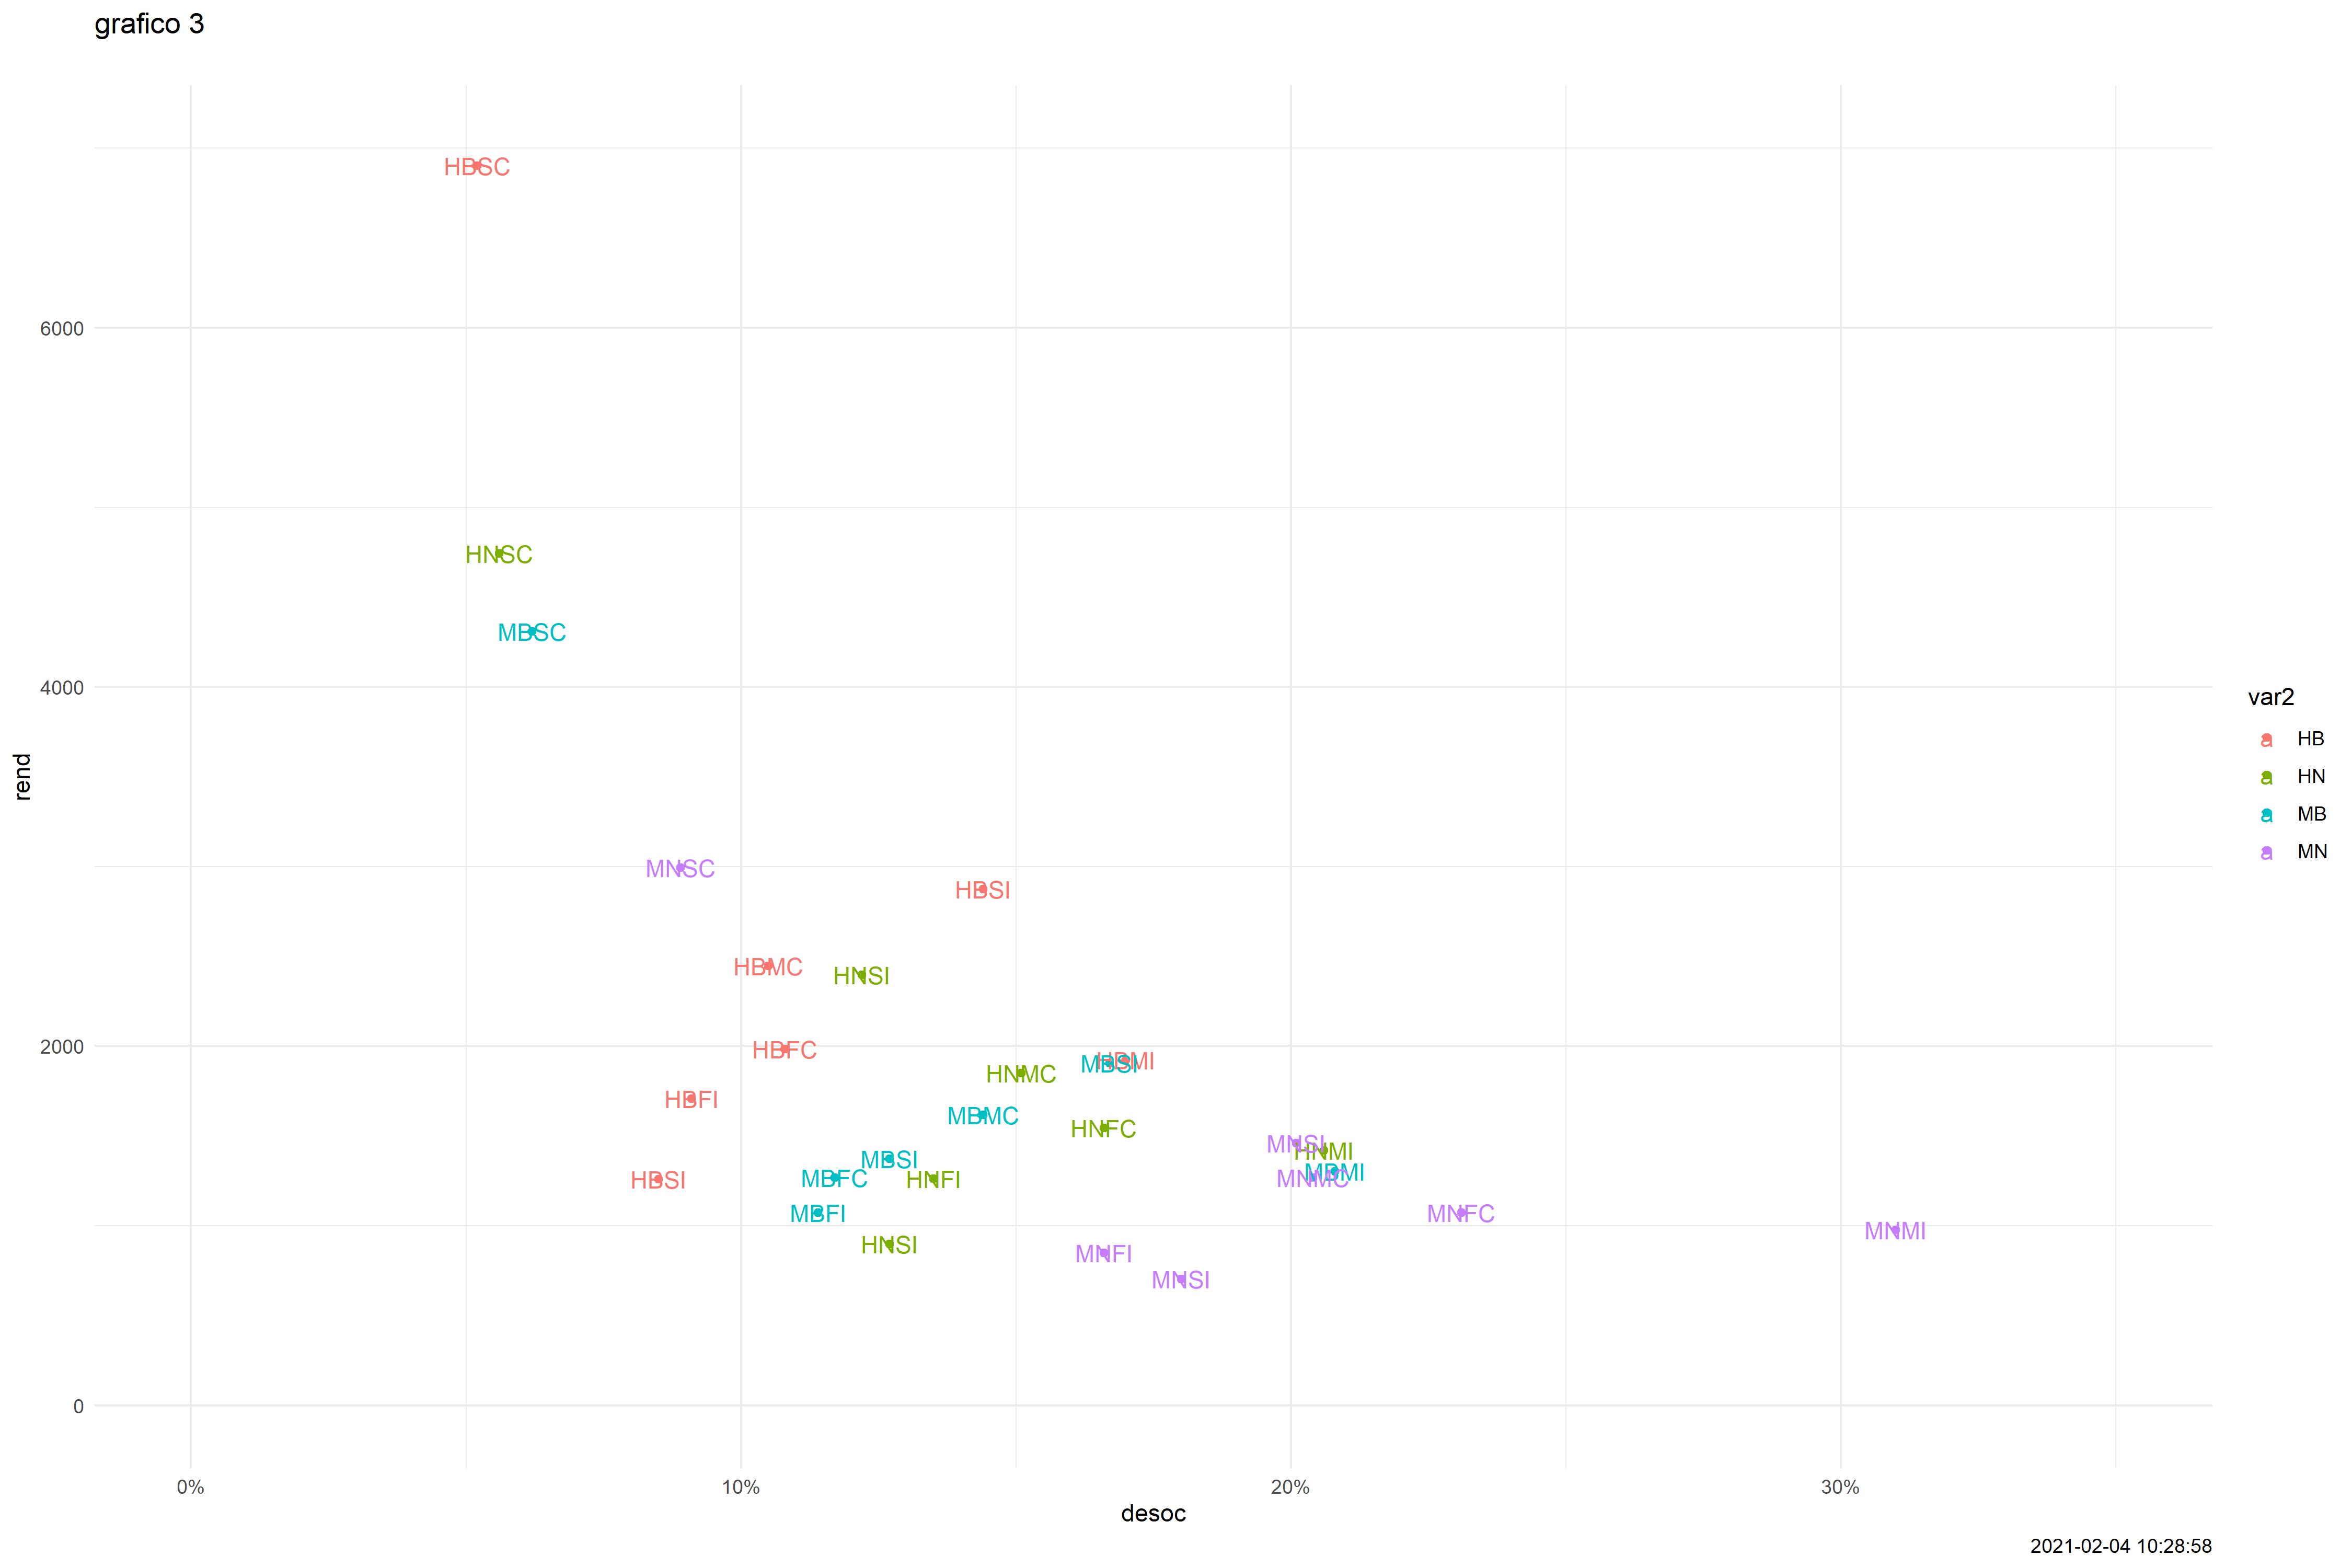 grafico 3
HBSC
6000
HNSC
MBSC
4000
var2
a HB
a HN
a MB
a MN
rend
MNSC
HBSI
HBMC
HNSI
2000
HBFC
HBMI
MBSI
HNMC
HBFI
MBMC
HNFC
MNSI
HNMI
MBSI
MBMI
HBSI
MBFC
HNFI
MNMC
MBFI
MNFC
MNMI
HNSI
MNFI
MNSI
0
0% 10% 20% 30%
desoc
2021-02-04 10:28:58